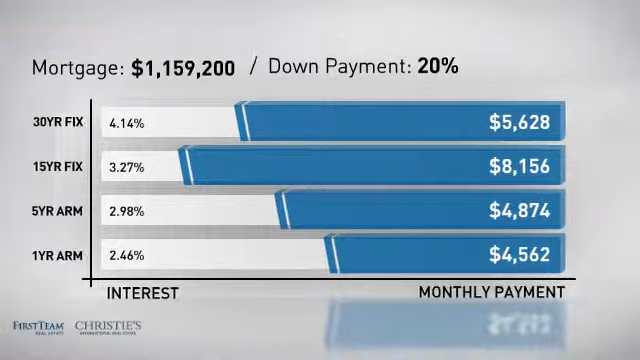 Mortgage: $1,159,200 / Down Payment: 20%
30YR FIX 4.14% $5,628
15YR FIX 3.27% $8,156
5YR ARM 2.98% $4,874
1YR ARM 2.46% $4,562
INTEREST MONTHLY PAYMENT
FIRST TEAM CHRISTIE'S
REAL ESTATE INTERNATIONAL REAL ESTATE